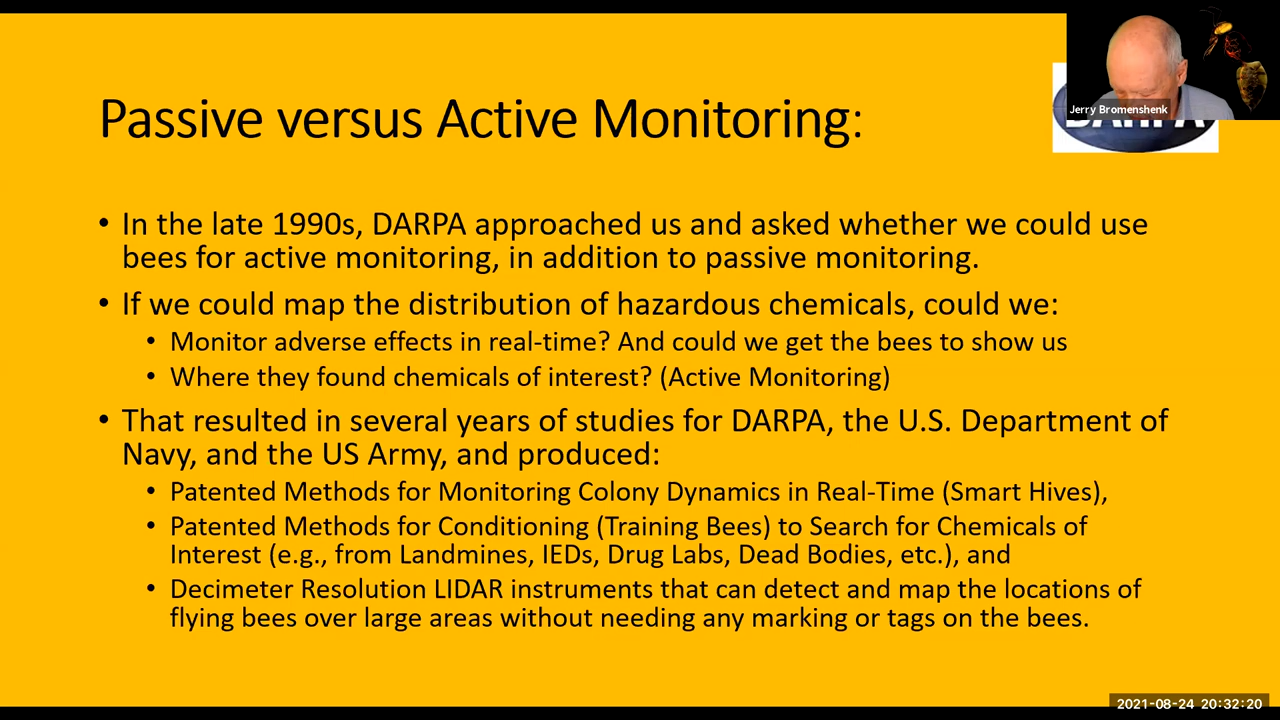 Passive versus Active Monitoring:
Jerry Bromenshenk
• In the late 1990s, DARPA approached us and asked whether we could use
bees for active monitoring, in addition to passive monitoring.
• If we could map the distribution of hazardous chemicals, could we:
• Monitor adverse effects in real-time? And could we get the bees to show us
• Where they found chemicals of interest? (Active Monitoring)
• That resulted in several years of studies for DARPA, the U.S. Department of
Navy, and the US Army, and produced:
• Patented Methods for Monitoring Colony Dynamics in Real-Time (Smart Hives),
• Patented Methods for Conditioning (Training Bees) to Search for Chemicals of
Interest (e.g., from Landmines, IEDs, Drug Labs, Dead Bodies, etc.), and
• Decimeter Resolution LIDAR instruments that can detect and map the locations of
flying bees over large areas without needing any marking or tags on the bees.
2021-08-24 20:32:20